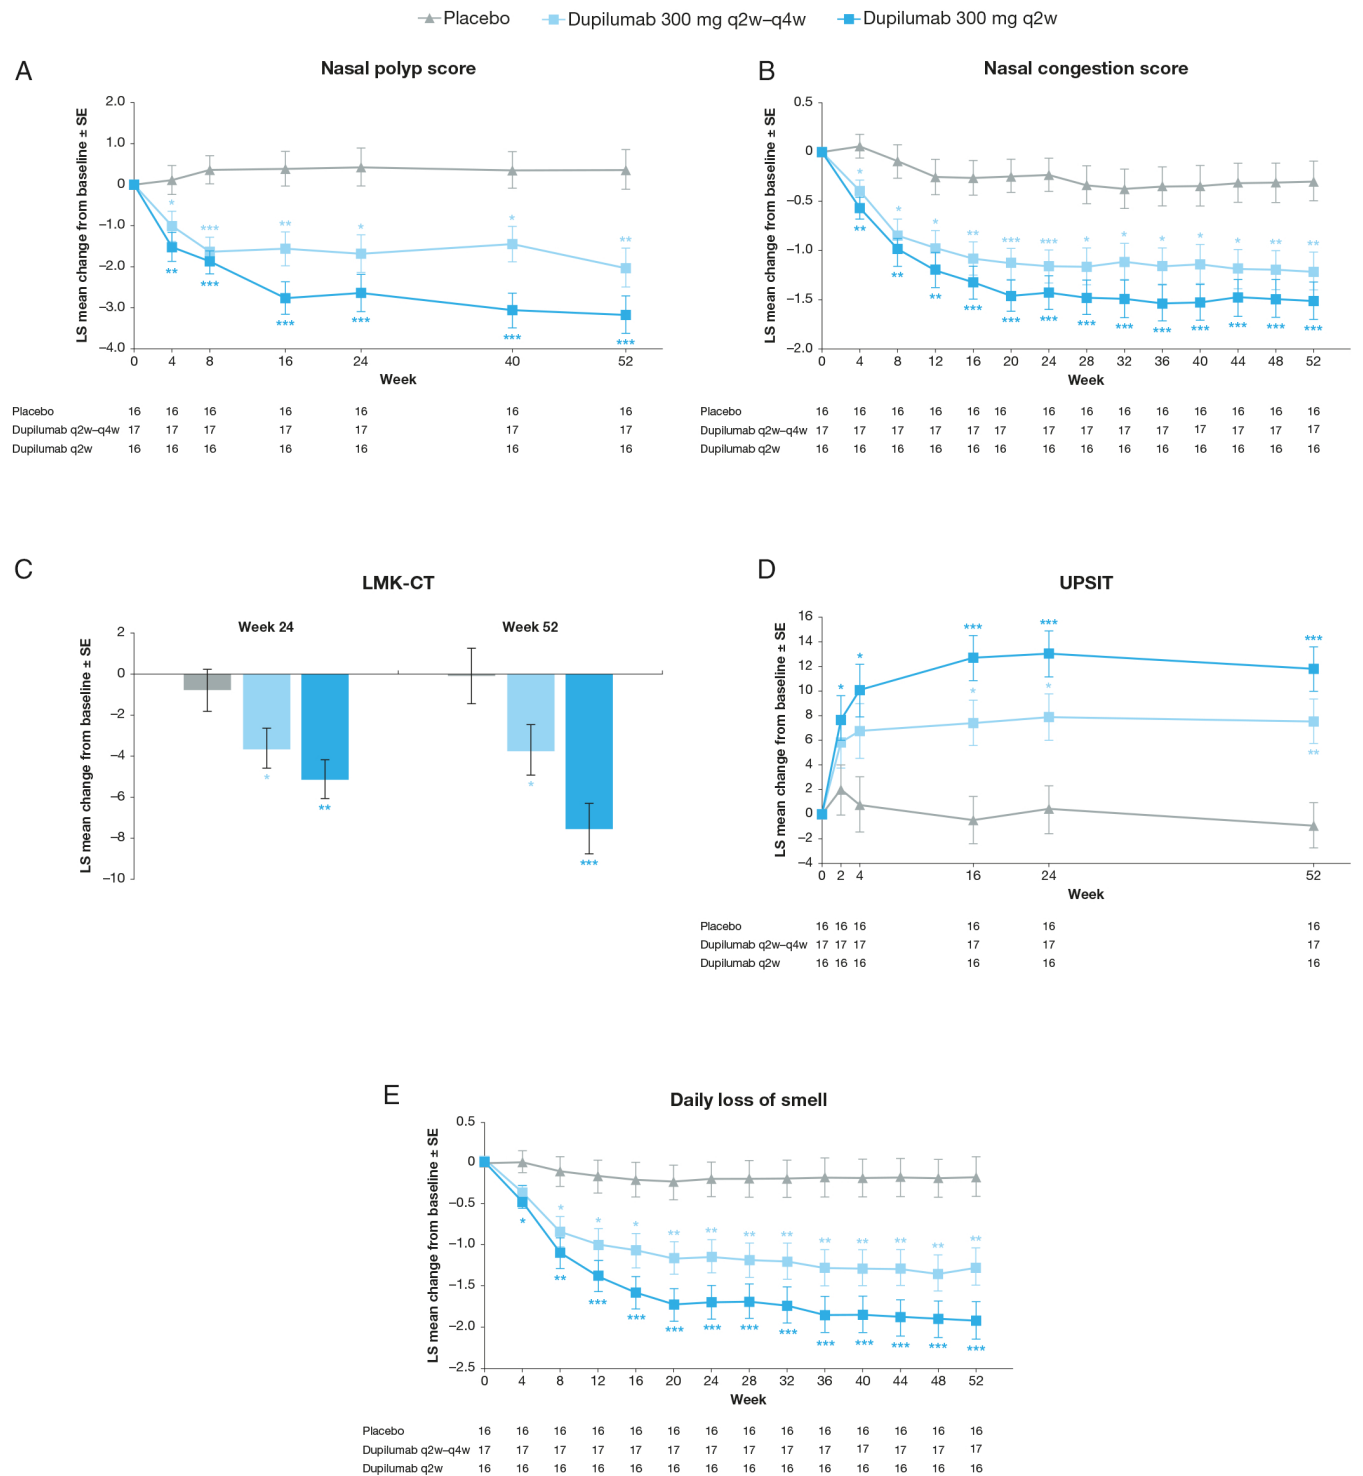 Placebo Dupilumab 300 mg q2w–q4w Dupilumab 300 mg q2w
A
Nasal polyp score
LS mean change from baseline ± SE
2.0
1.0
0
–1.0
–2.0
–3.0
–4.0
* *** ** * * **
** *** *** *** *** ***
0 4 8 16 24 40 52
Week
Placebo 16 16 16 16 16 16 16
Dupilumab q2w–q4w 17 17 17 17 17 17 17
Dupilumab q2w 16 16 16 16 16 16 16
B
Nasal congestion score
LS mean change from baseline ± SE
0.5
0
–0.5
–1.0
–1.5
–2.0
* * * ** *** *** * * * * * ** **
** ** ** *** *** *** *** *** *** *** *** *** ***
0 4 8 12 16 20 24 28 32 36 40 44 48 52
Week
Placebo 16 16 16 16 16 16 16 16 16 16 16 16 16 16
Dupilumab q2w–q4w 17 17 17 17 17 17 17 17 17 17 17 17 17 17
Dupilumab q2w 16 16 16 16 16 16 16 16 16 16 16 16 16 16
C
LMK-CT
Week 24 Week 52
LS mean change from baseline ± SE
2
0
–2
–4
–6
–8
–10
* ** * ***
D
UPSIT
LS mean change from baseline ± SE
16
14
12
10
8
6
4
2
0
–2
–4
* * *** *** ***
* * **
0 2 4 16 24 52
Week
Placebo 16 16 16 16 16 16
Dupilumab q2w–q4w 17 17 17 17 17 17
Dupilumab q2w 16 16 16 16 16 16
E
Daily loss of smell
LS mean change from baseline ± SE
0.5
0
–0.5
–1.0
–1.5
–2.0
–2.5
* * * ** ** ** ** ** ** ** ** **
* ** *** *** *** *** *** *** *** *** *** *** ***
0 4 8 12 16 20 24 28 32 36 40 44 48 52
Week
Placebo 16 16 16 16 16 16 16 16 16 16 16 16 16 16
Dupilumab q2w–q4w 17 17 17 17 17 17 17 17 17 17 17 17 17 17
Dupilumab q2w 16 16 16 16 16 16 16 16 16 16 16 16 16 16